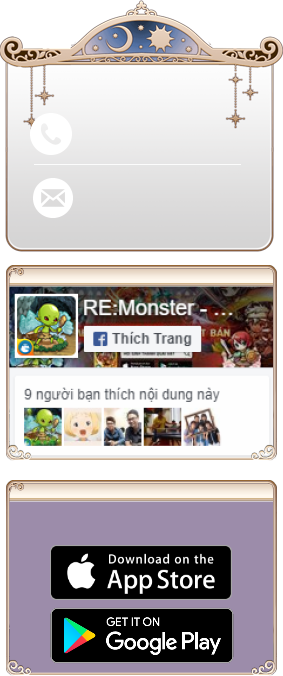 RE:Monster - ...
Thích Trang
9 người bạn thích nội dung này
Download on the
App Store
GET IT ON
Google Play